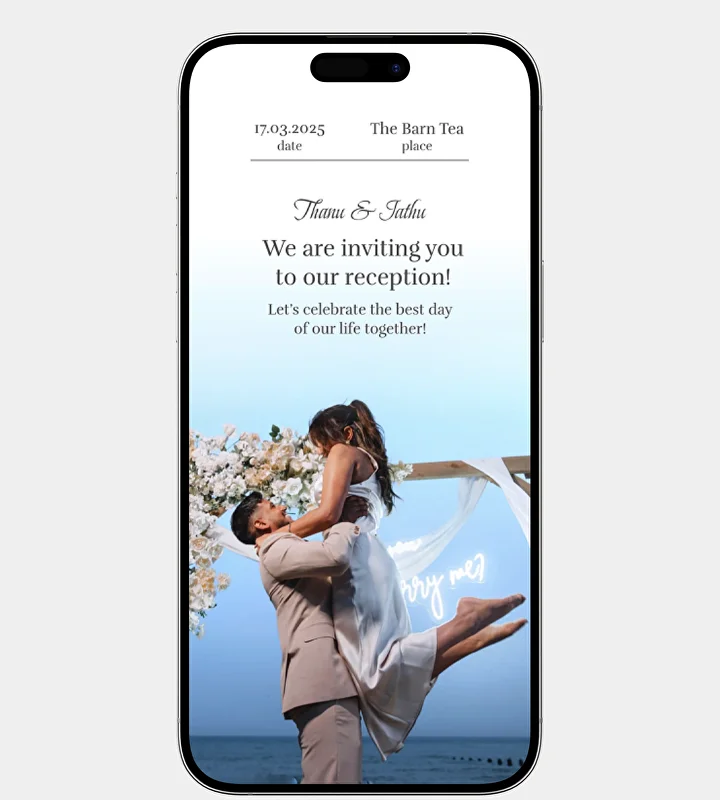 17.03.2025
date
The Barn Tea
place
Thanu & Jathu
We are inviting you
to our reception!
Let's celebrate the best day
of our life together!
me?